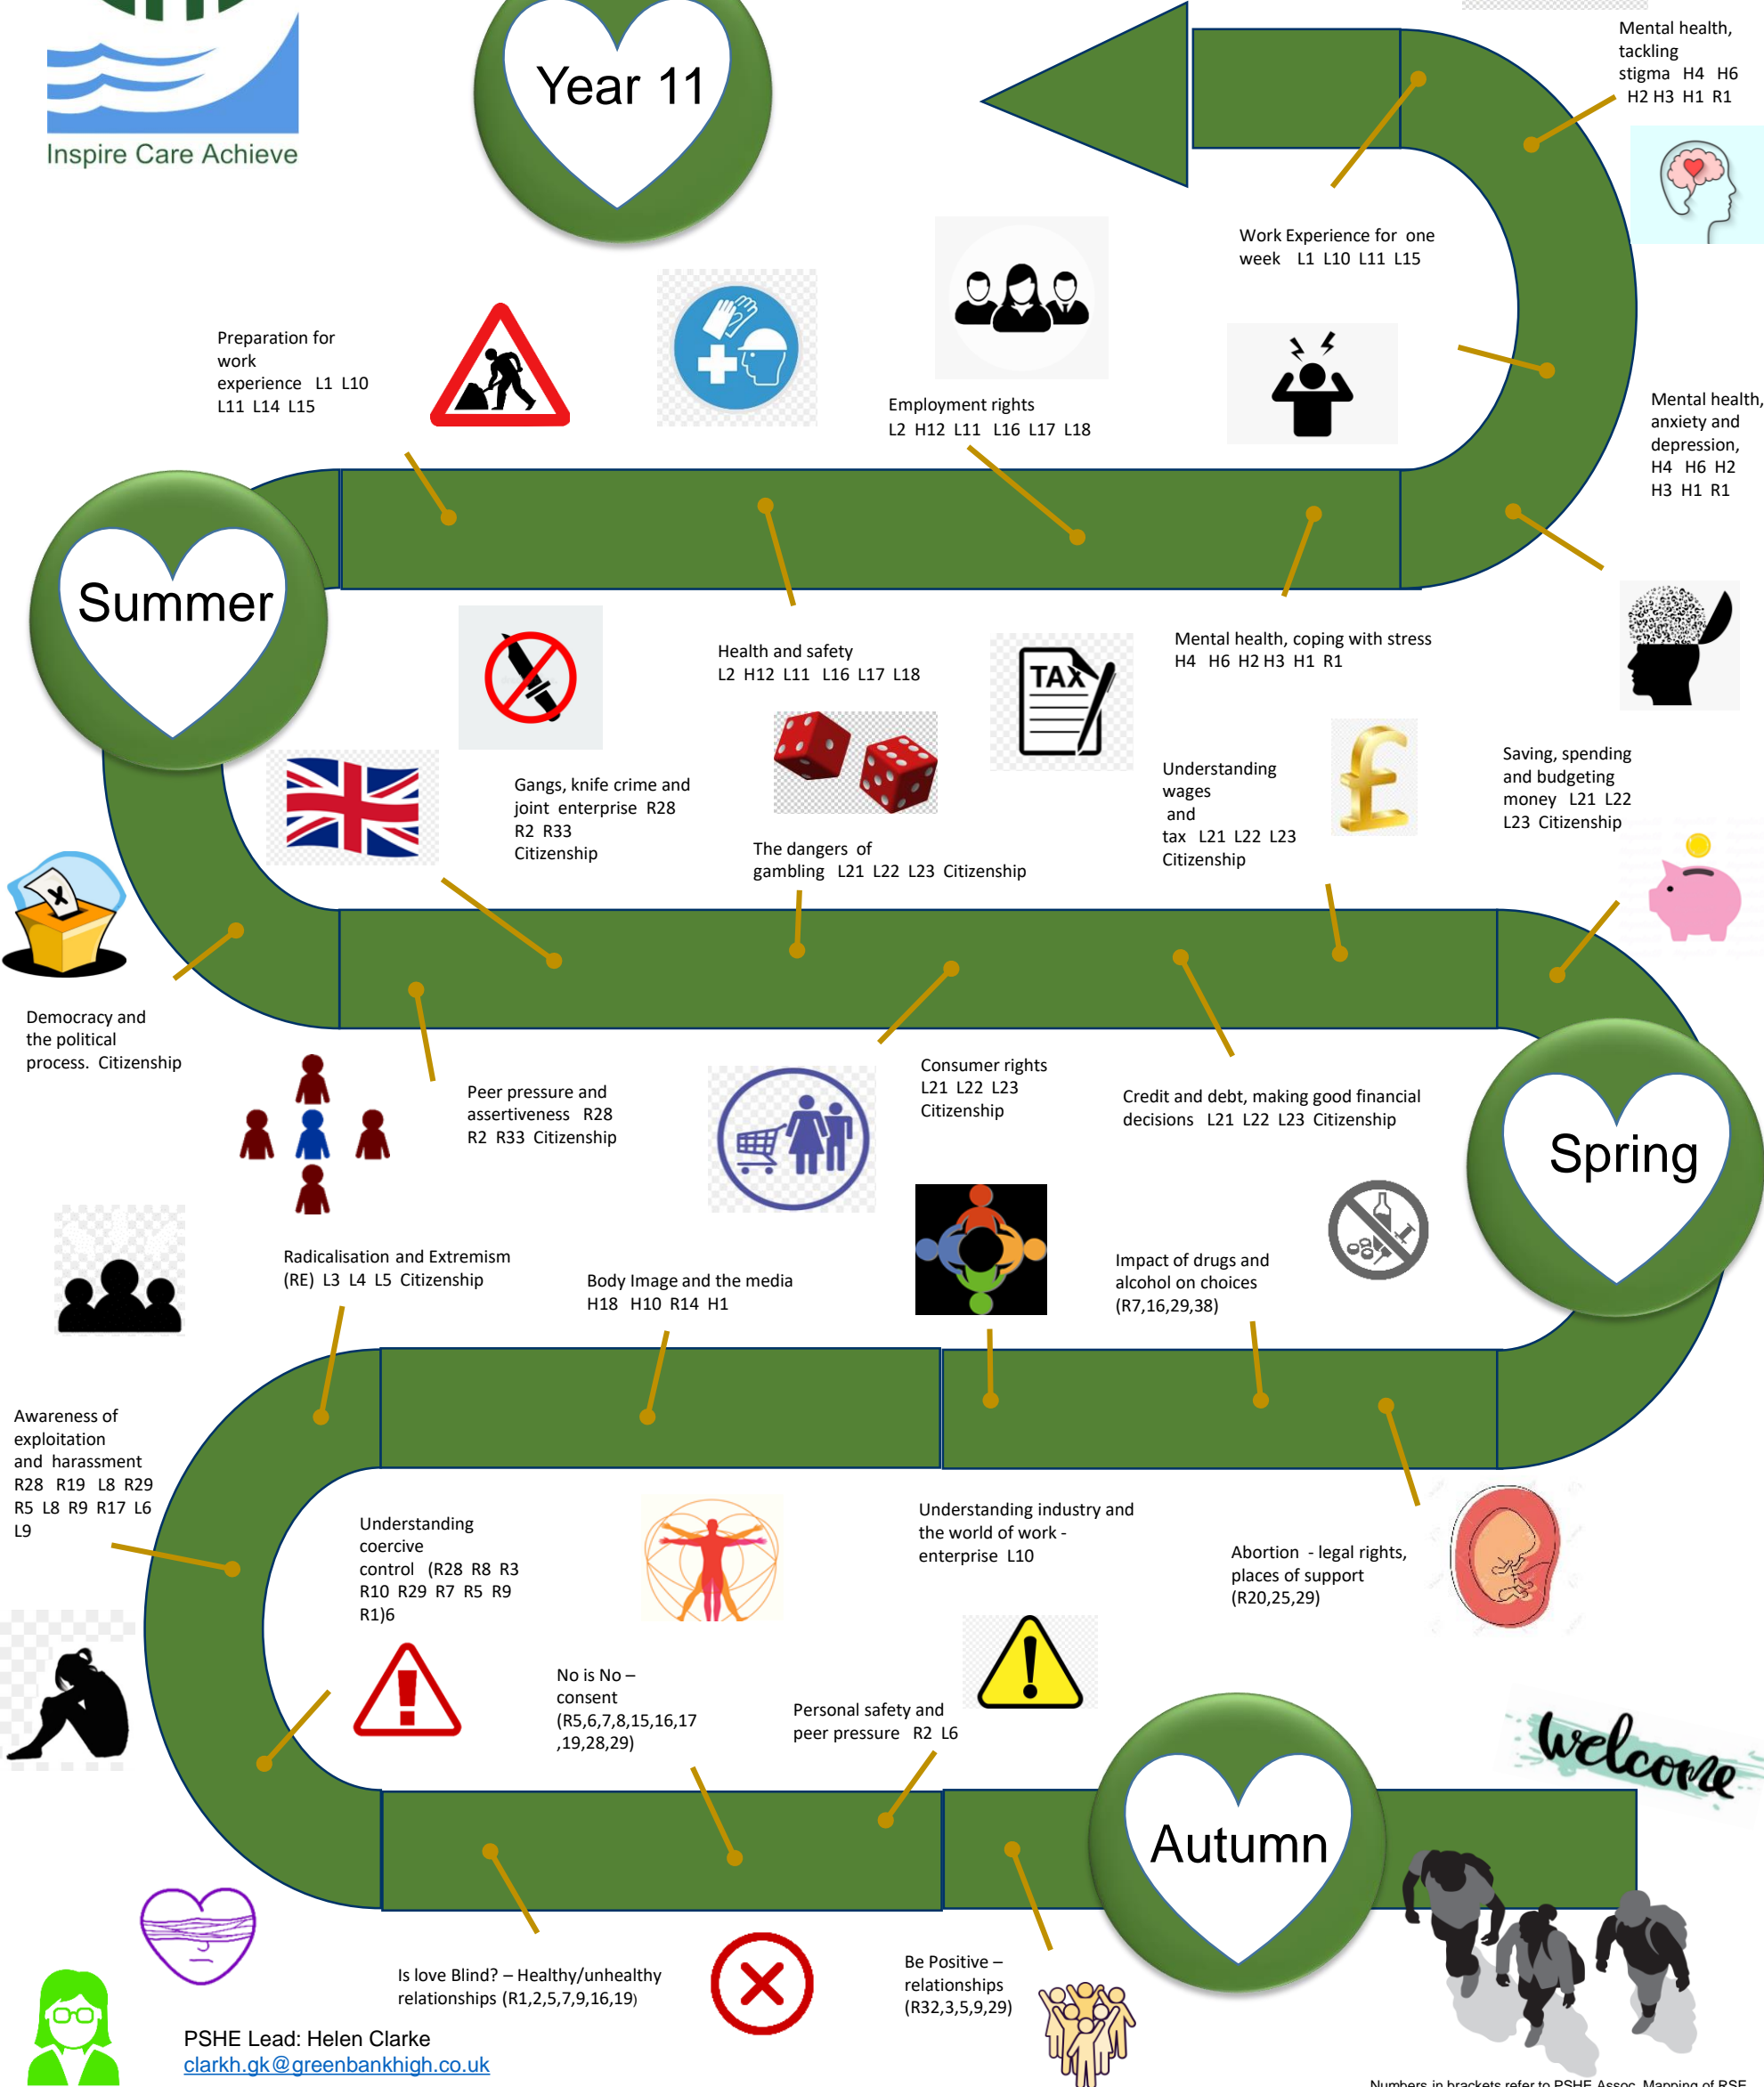 Inspire Care Achieve
Year 11
Mental health,
tackling
stigma H4 H6
H2 H3 H1 R1
Work Experience for one
week L1 L10 L11 L15
Preparation for
work
experience L1 L10
L11 L14 L15
Employment rights
L2 H12 L11 L16 L17 L18
Mental health,
anxiety and
depression,
H4 H6 H2
H3 H1 R1
Summer
Health and safety
L2 H12 L11 L16 L17 L18
TAX
Mental health, coping with stress
H4 H6 H2 H3 H1 R1
Gangs, knife crime and
joint enterprise R28
R2 R33
Citizenship
The dangers of
gambling L21 L22 L23 Citizenship
Understanding
wages
and
tax L21 L22 L23
Citizenship
£
Saving, spending
and budgeting
money L21 L22
L23 Citizenship
X
Democracy and
the political
process. Citizenship
Peer pressure and
assertiveness R28
R2 R33 Citizenship
Consumer rights
L21 L22 L23
Citizenship
Credit and debt, making good financial
decisions L21 L22 L23 Citizenship
Spring
Radicalisation and Extremism
(RE) L3 L4 L5 Citizenship
Body Image and the media
H18 H10 R14 H1
Impact of drugs and
alcohol on choices
(R7,16,29,38)
Awareness of
exploitation
and harassment
R28 R19 L8 R29
R5 L8 R9 R17 L6
L9
Understanding
coercive
control (R28 R8 R3
R10 R29 R7 R5 R9
R1)6
Understanding industry and
the world of work -
enterprise L10
Abortion - legal rights,
places of support
(R20,25,29)
No is No –
consent
(R5,6,7,8,15,16,17
,19,28,29)
Personal safety and
peer pressure R2 L6
welcome
Autumn
Is love Blind? – Healthy/unhealthy
relationships (R1,2,5,7,9,16,19)
Be Positive –
relationships
(R32,3,5,9,29)
PSHE Lead: Helen Clarke
clarkh.gk@greenbankhigh.co.uk
Numbers in brackets refer to PSHE Assoc. Mapping of RSE